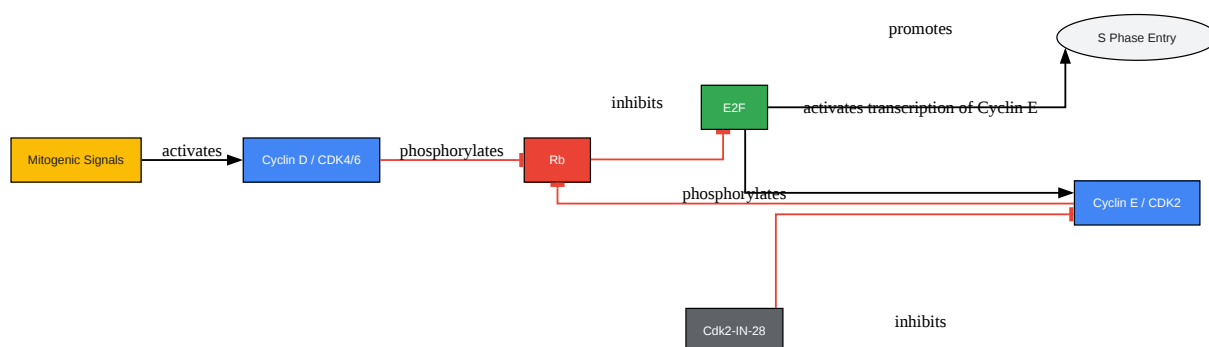 promotes
S Phase Entry
inhibits
E2F
activates transcription of Cyclin E
Mitogenic Signals
activates
Cyclin D / CDK4/6
phosphorylates
Rb
phosphorylates
Cyclin E / CDK2
Cdk2-IN-28
inhibits